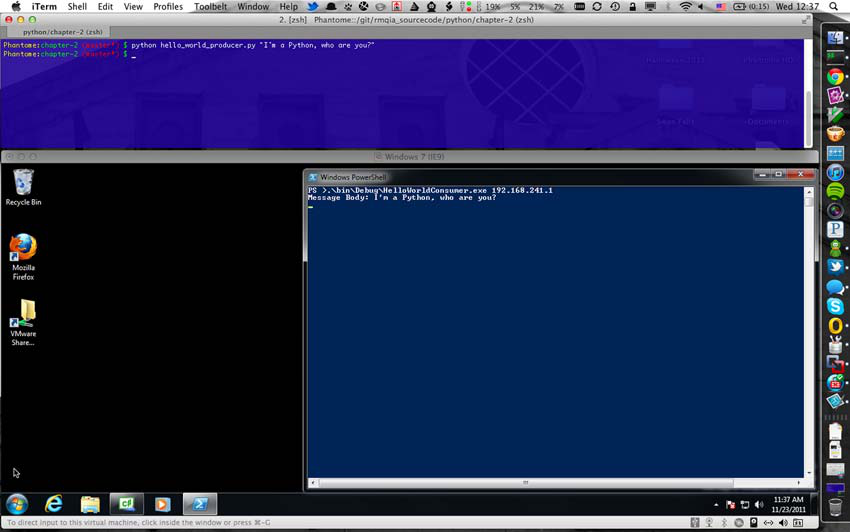 iTerm Shell Edit View Profiles Toolbelt Window Help 19% 5% 21% 7% (0:15) Wed 12:37
2. [zsh] Phantome::/git/rmqia_sourcecode/python/chapter-2 (zsh)
python/chapter-2 (zsh)
Phantome:chapter-2 (master*) $ python hello_world_producer.py "I'm a Python, who are you?"
Phantome:chapter-2 (master*) $
Documents
Windows 7 (IE9)
Recycle Bin
Mozilla
Firefox
VMware
Share...
Windows PowerShell
PS >.\bin\Debug\HelloWorldConsumer.exe 192.168.241.1
Message Body: I'm a Python, who are you?
11:37 AM
11/23/2011
To direct input to this virtual machine, click inside the window or press ⌘-G